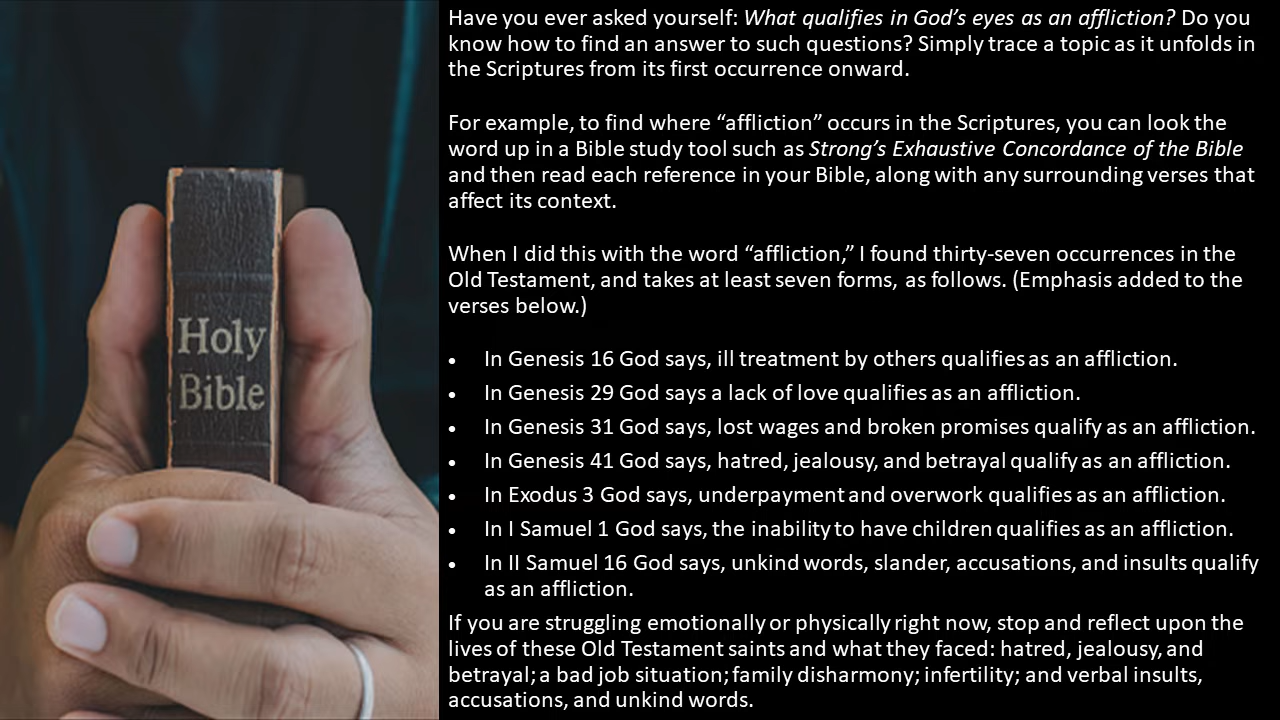 Holy
Bible
Have you ever asked yourself: What qualifies in God’s eyes as an affliction? Do you
know how to find an answer to such questions? Simply trace a topic as it unfolds in
the Scriptures from its first occurrence onward.
For example, to find where “affliction” occurs in the Scriptures, you can look the
word up in a Bible study tool such as Strong’s Exhaustive Concordance of the Bible
and then read each reference in your Bible, along with any surrounding verses that
affect its context.
When I did this with the word “affliction,” I found thirty-seven occurrences in the
Old Testament, and takes at least seven forms, as follows. (Emphasis added to the
verses below.)
• In Genesis 16 God says, ill treatment by others qualifies as an affliction.
• In Genesis 29 God says a lack of love qualifies as an affliction.
• In Genesis 31 God says, lost wages and broken promises qualify as an affliction.
• In Genesis 41 God says, hatred, jealousy, and betrayal qualify as an affliction.
• In Exodus 3 God says, underpayment and overwork qualifies as an affliction.
• In I Samuel 1 God says, the inability to have children qualifies as an affliction.
• In II Samuel 16 God says, unkind words, slander, accusations, and insults qualify
as an affliction.
If you are struggling emotionally or physically right now, stop and reflect upon the
lives of these Old Testament saints and what they faced: hatred, jealousy, and
betrayal; a bad job situation; family disharmony; infertility; and verbal insults,
accusations, and unkind words.